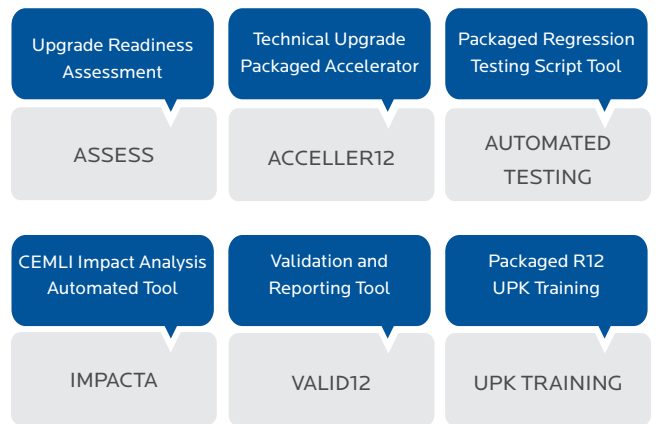 Upgrade Readiness
Assessment
ASSESS
Technical Upgrade
Packaged Accelerator
ACCELLER12
Packaged Regression
Testing Script Tool
AUTOMATED
TESTING
CEMLI Impact Analysis
Automated Tool
IMPACTA
Validation and
Reporting Tool
VALID12
Packaged R12
UPK Training
UPK TRAINING